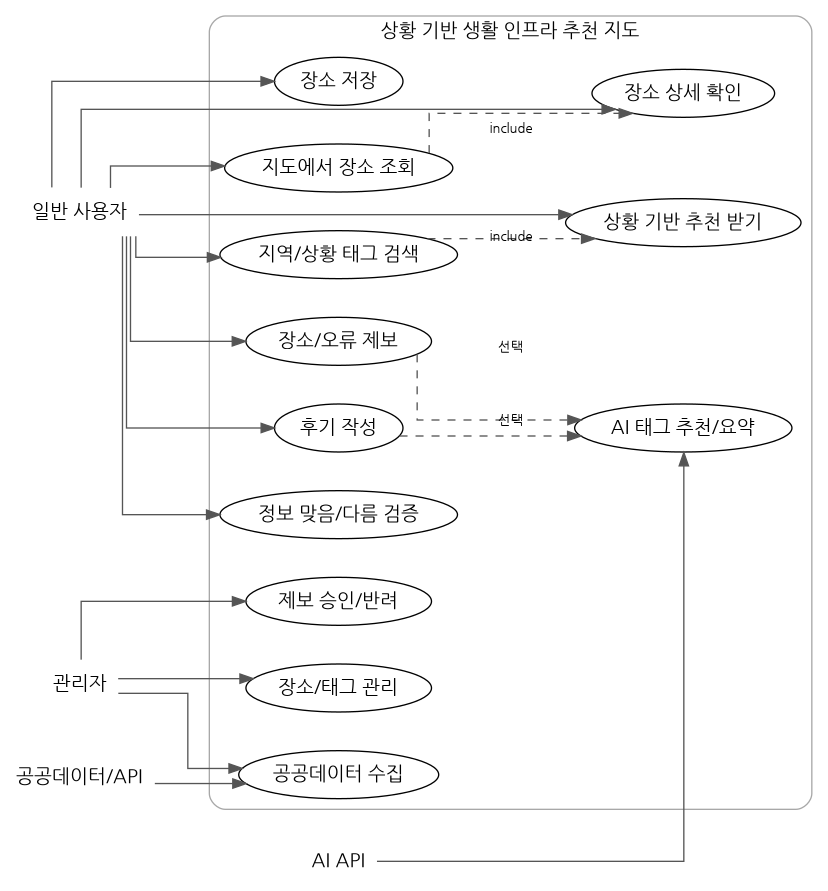 상황 기반 생활 인프라 추천 지도
장소 저장
장소 상세 확인
include
지도에서 장소 조회
일반 사용자
상황 기반 추천 받기
include
지역/상황 태그 검색
장소/오류 제보
선택
선택
후기 작성
AI 태그 추천/요약
정보 맞음/다름 검증
제보 승인/반려
관리자
장소/태그 관리
공공데이터/API
공공데이터 수집
AI API